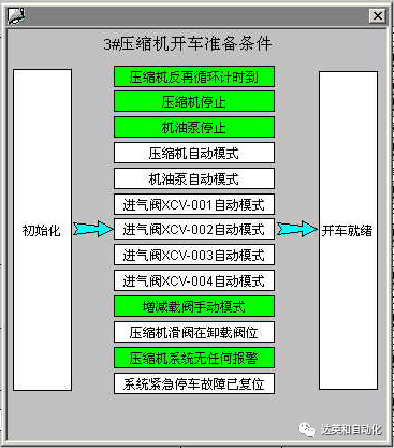 3#压缩机开车准备条件
压缩机反再循环计时到
压缩机停止
机油泵停止
压缩机自动模式
机油泵自动模式
进气阀XCV-001自动模式
初始化
进气阀XCV-002自动模式
开车就绪
进气阀XCV-003自动模式
进气阀XCV-004自动模式
增减载阀手动模式
压缩机滑阀在卸载阀位
压缩机系统无任何报警
系统紧急停车故障已复位
达英和自动化